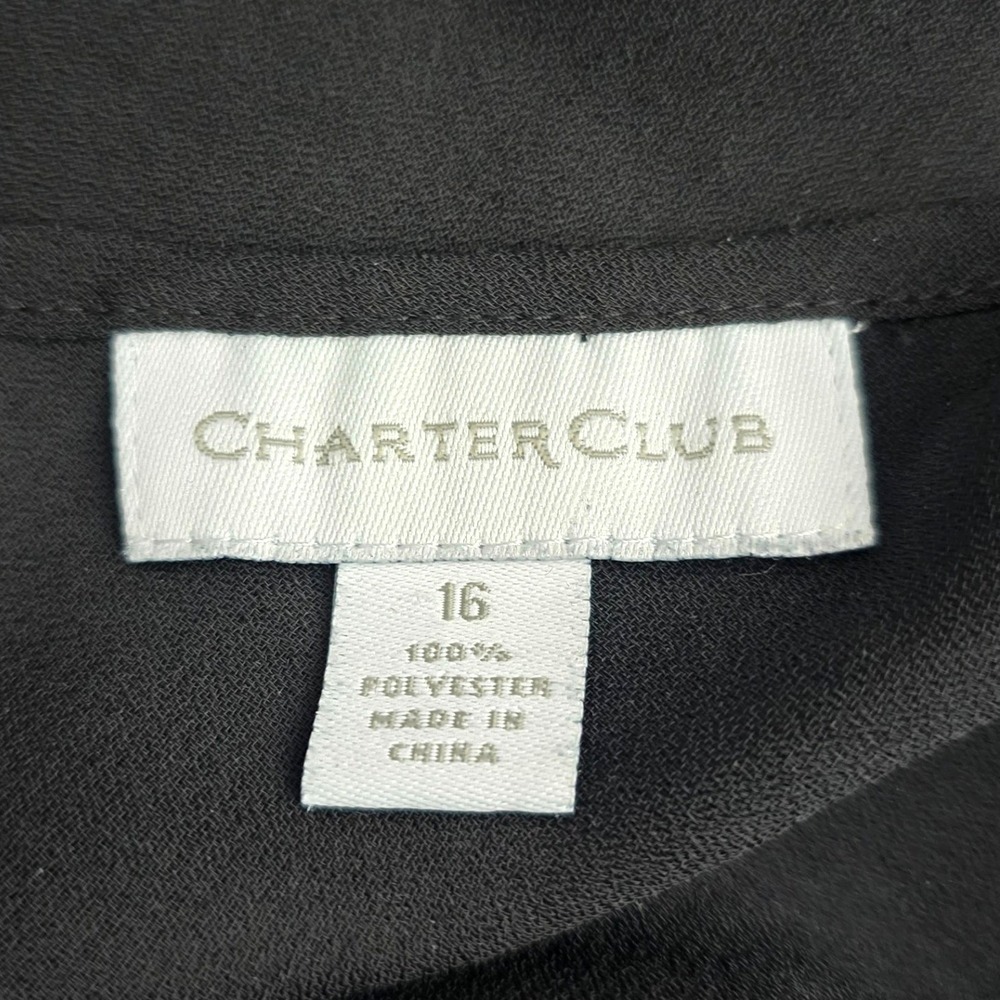 CHARTER CLUB
16
100%
POLYESTER
MADE IN
CHINA